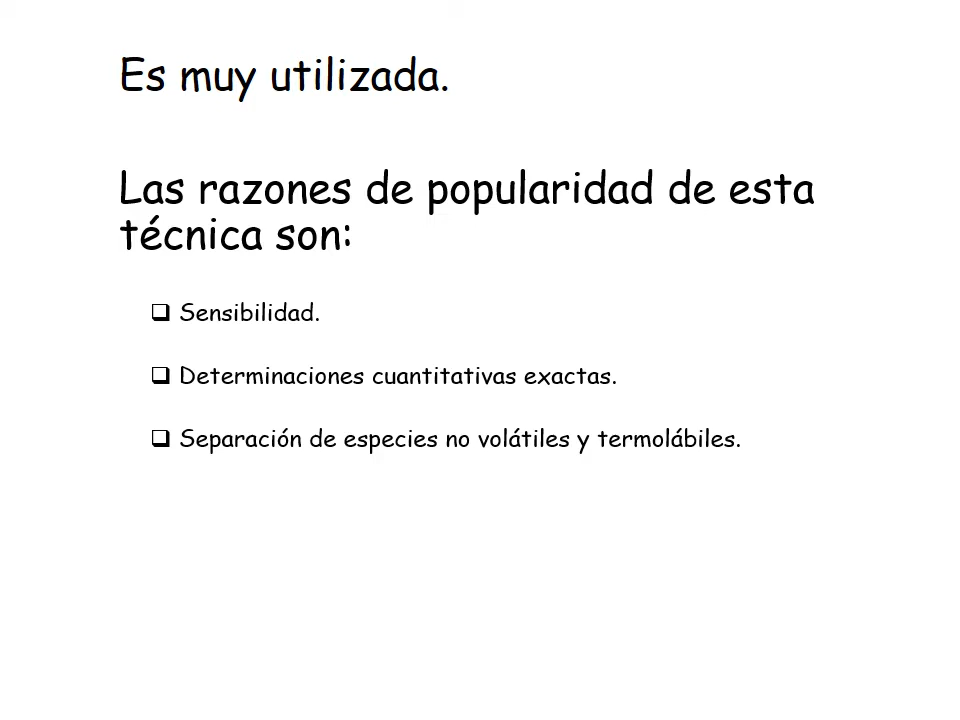 Es muy utilizada.
Las razones de popularidad de esta
técnica son:
❑ Sensibilidad.
❑ Determinaciones cuantitativas exactas.
❑ Separación de especies no volátiles y termolábiles.